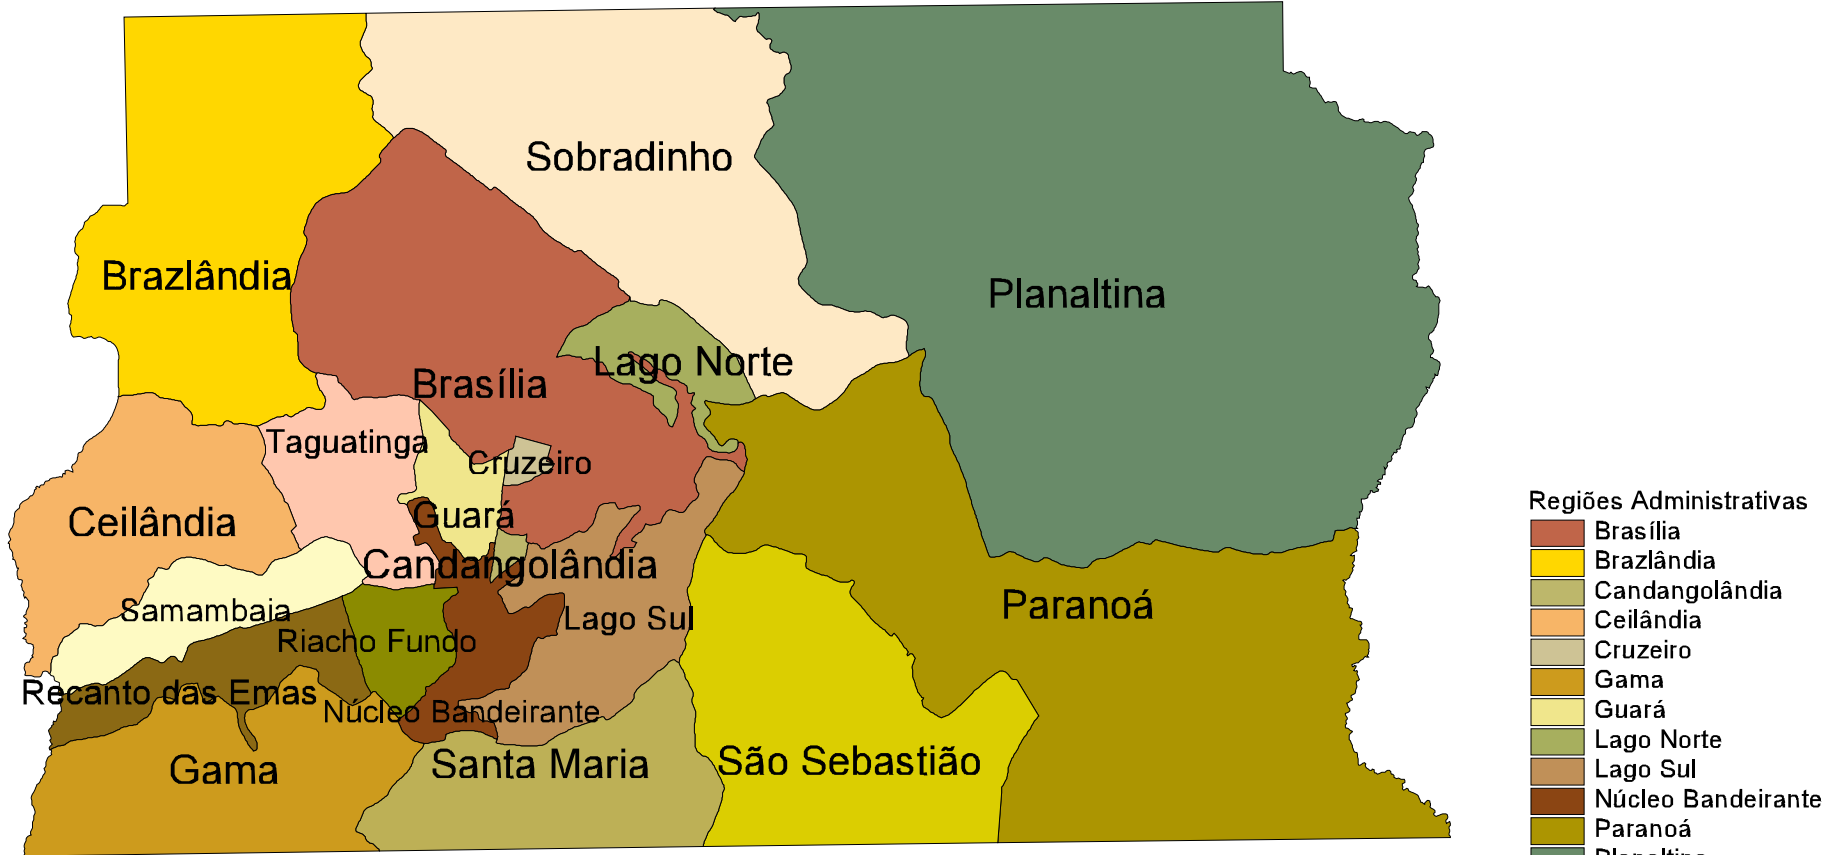 Sobradinho
Brazlândia
Planaltina
Lago Norte
Brasília
Taguatinga
Cruzeiro
Ceilândia
Guará
Candangolândia
Samambaia
Paranoá
Lago Sul
Riacho Fundo
Recanto das Emas
Núcleo Bandeirante
Gama
Santa Maria
São Sebastião
Regiões Administrativas
Brasília
Brazlândia
Candangolândia
Ceilândia
Cruzeiro
Gama
Guará
Lago Norte
Lago Sul
Núcleo Bandeirante
Paranoá